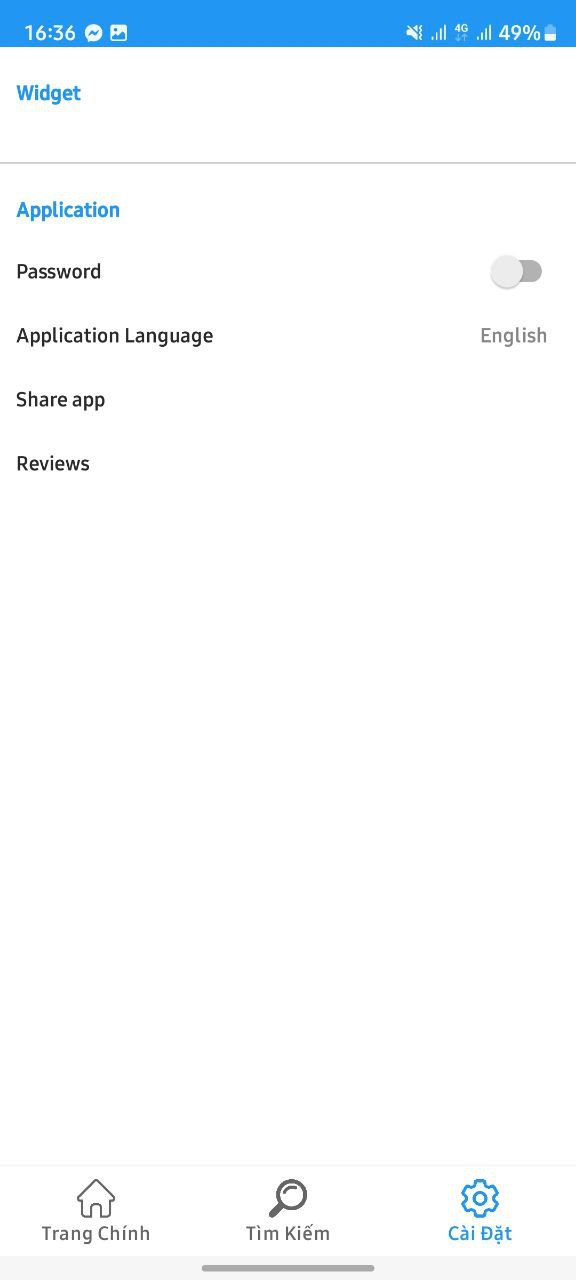 16:36 4G 49%
Widget
Application
Password
Application Language English
Share app
Reviews
Trang Chính Tìm Kiếm Cài Đặt